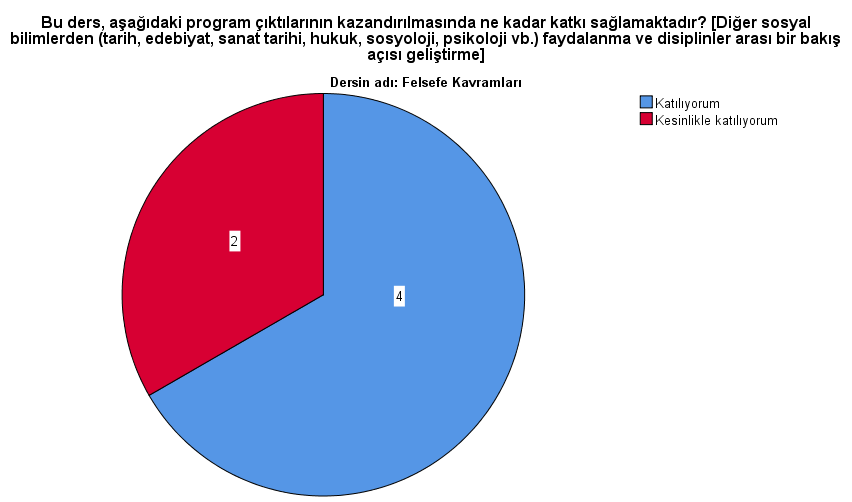 Bu ders, aşağıdaki program çıktılarının kazandırılmasında ne kadar katkı sağlamaktadır? [Diğer sosyal
bilimlerden (tarih, edebiyat, sanat tarihi, hukuk, sosyoloji, psikoloji vb.) faydalanma ve disiplinler arası bir bakış
açısı geliştirme]
Dersin adı: Felsefe Kavramları
Katılıyorum
Kesinlikle katılıyorum
2
4